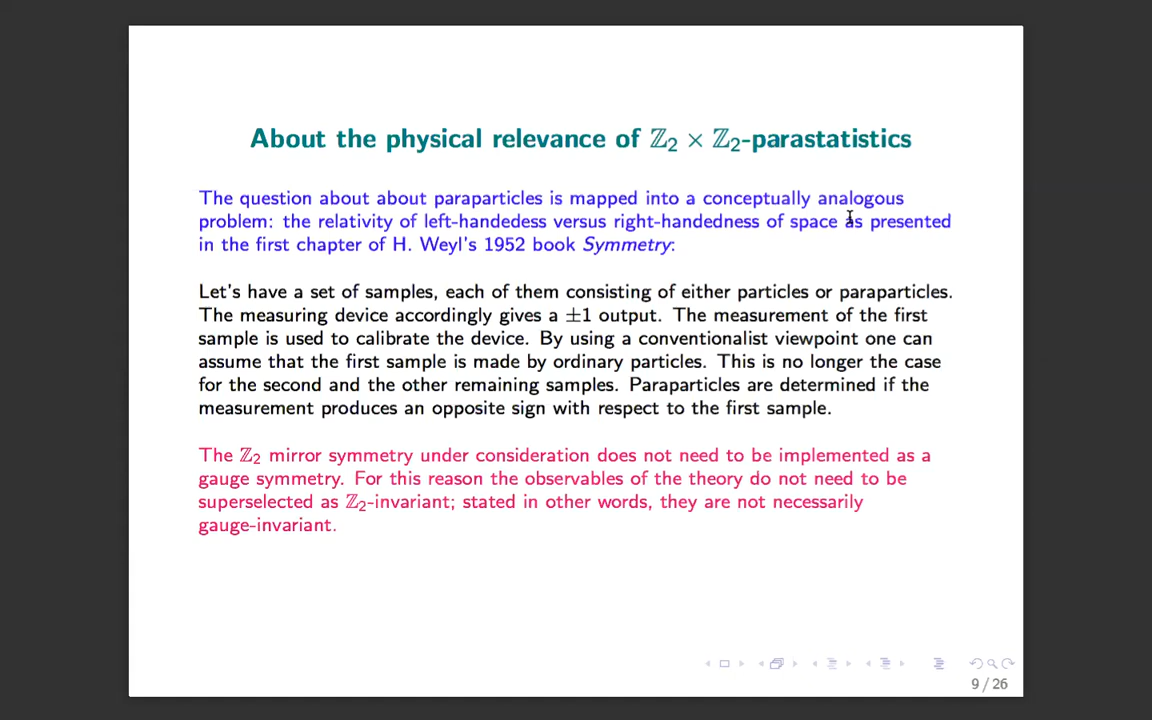 About the physical relevance of ℤ₂ × ℤ₂-parastatistics
The question about about paraparticles is mapped into a conceptually analogous
problem: the relativity of left-handedess versus right-handedness of space as presented
in the first chapter of H. Weyl's 1952 book Symmetry:
Let's have a set of samples, each of them consisting of either particles or paraparticles.
The measuring device accordingly gives a ±1 output. The measurement of the first
sample is used to calibrate the device. By using a conventionalist viewpoint one can
assume that the first sample is made by ordinary particles. This is no longer the case
for the second and the other remaining samples. Paraparticles are determined if the
measurement produces an opposite sign with respect to the first sample.
The ℤ₂ mirror symmetry under consideration does not need to be implemented as a
gauge symmetry. For this reason the observables of the theory do not need to be
superselected as ℤ₂-invariant; stated in other words, they are not necessarily
gauge-invariant.
9 / 26